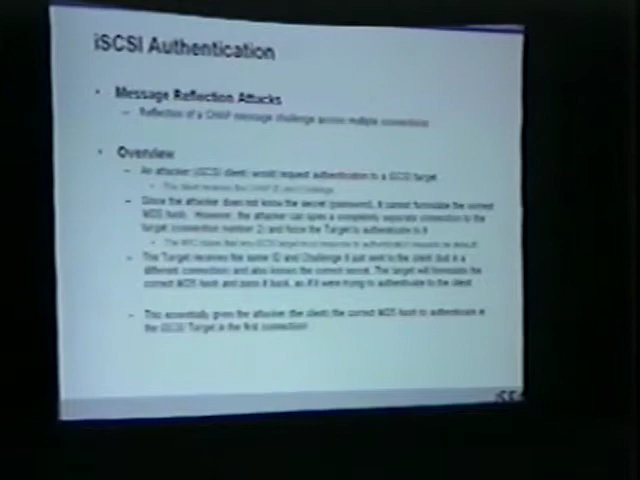 iSCSI Authentication
• Message Reflection Attacks
– Reflection of a CHAP message challenge across multiple connections
• Overview
– An attacker (iSCSI client) would request authentication to a iSCSI target
• The client receives the CHAP ID and Challenge
– Since the attacker does not know the secret (password), it cannot formulate the correct
MD5 hash. However, the attacker can open a completely separate connection to the
target (connection number 2) and force the Target to authenticate to it
– The Target receives the same ID and Challenge it just sent to the client (but in a
different connection) and also knows the correct secret. The target will formulate the
correct MD5 hash and pass it back, as if it were trying to authenticate to the client
– This essentially gives the attacker (the client) the correct MD5 hash to authenticate to
the iSCSI Target in the first connection!